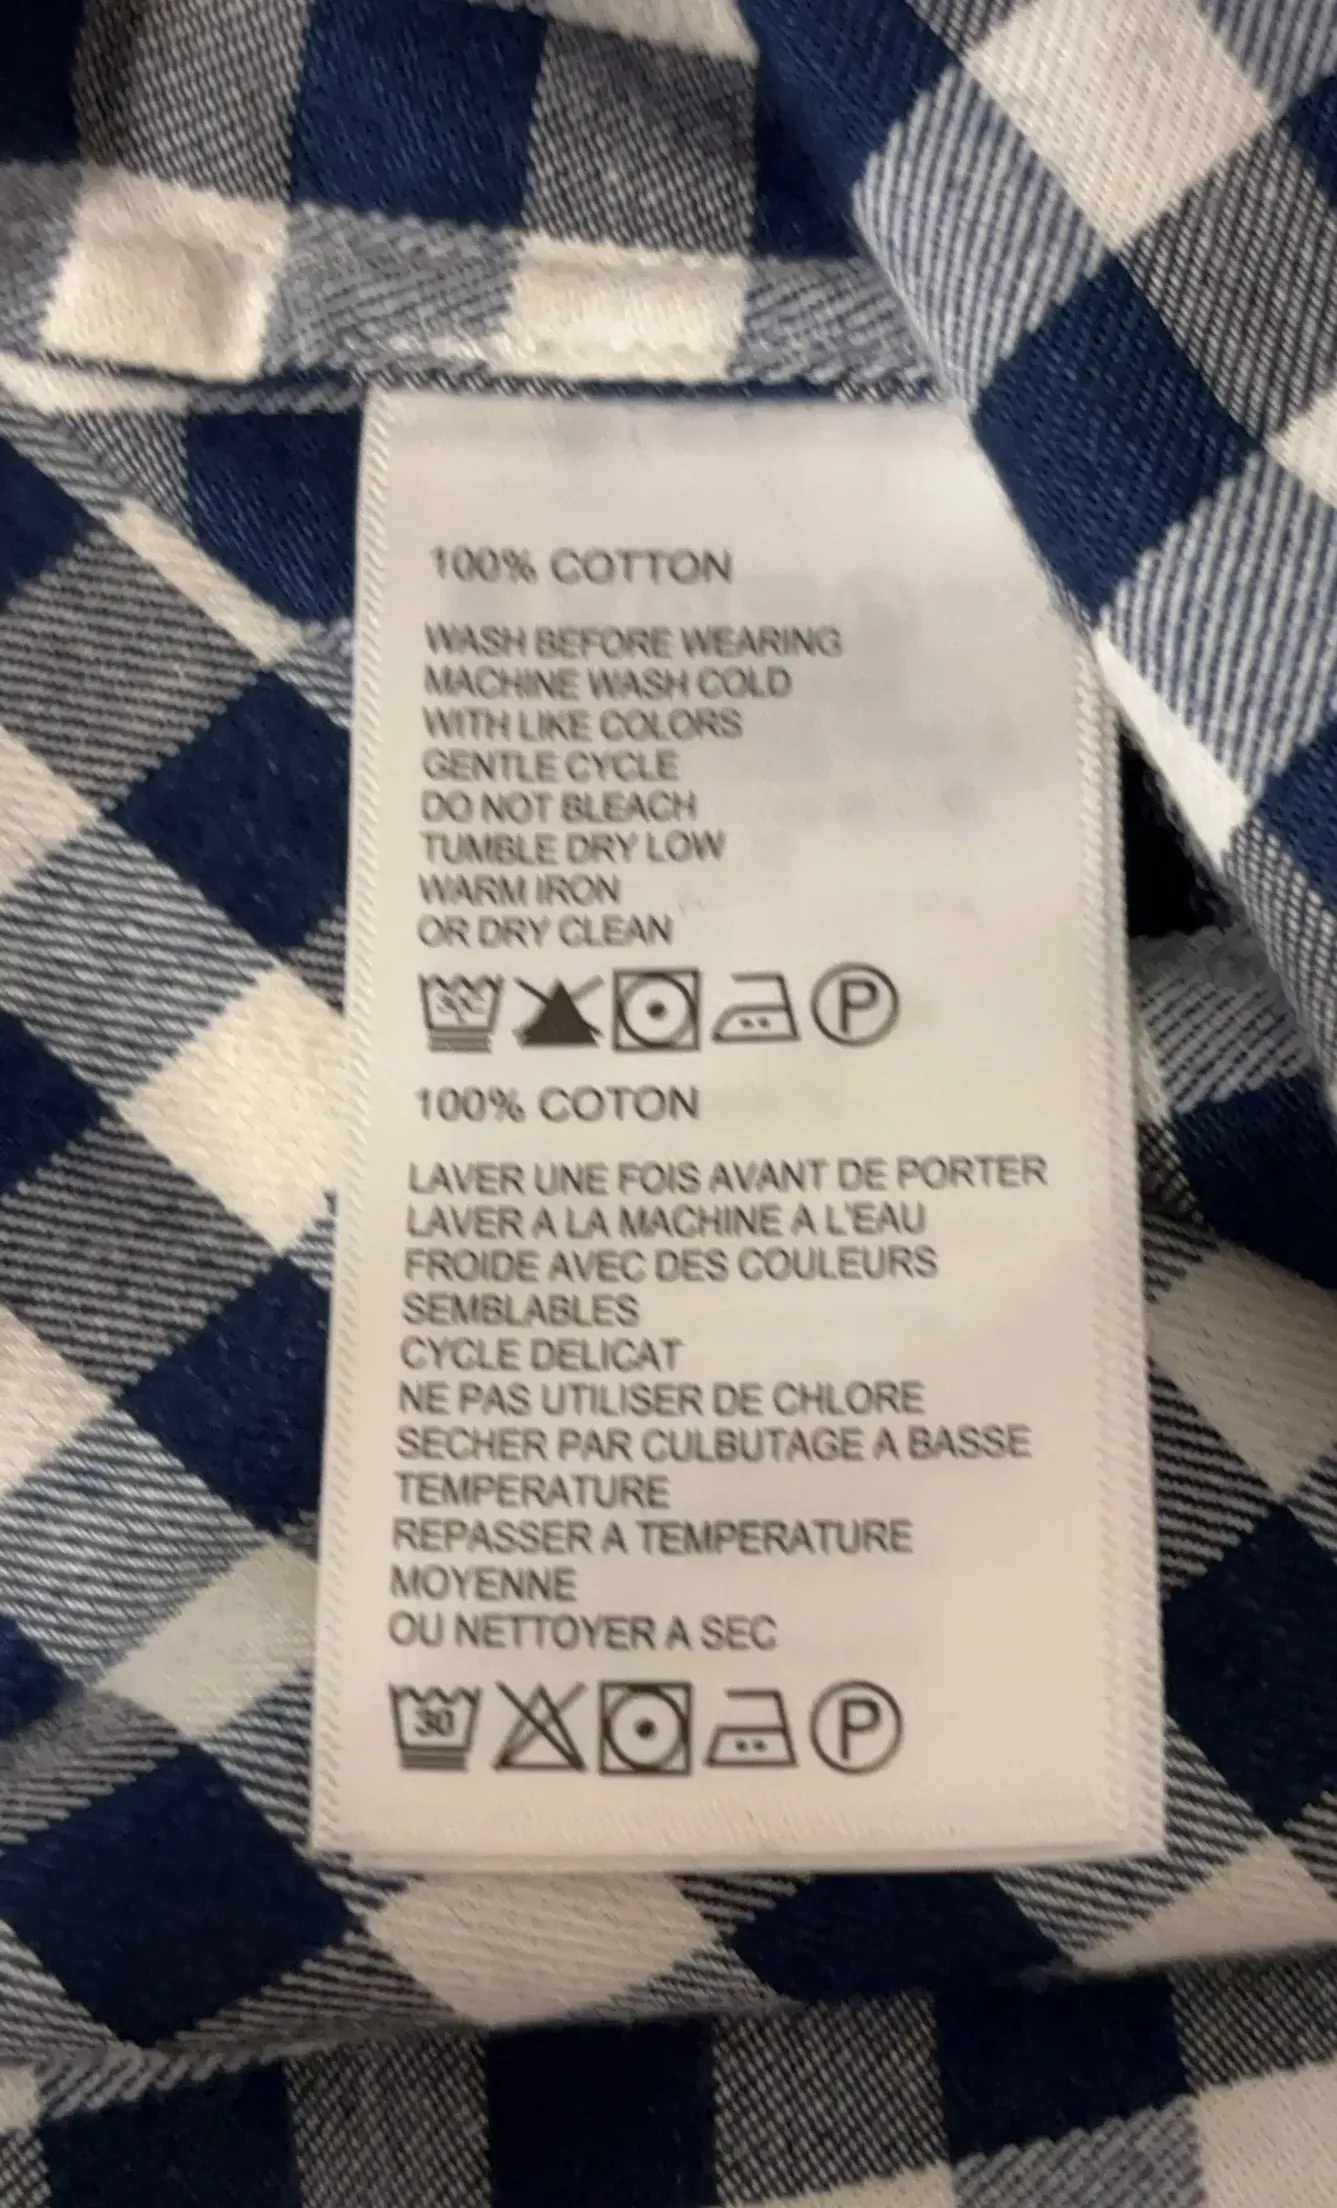 100% COTTON
WASH BEFORE WEARING
MACHINE WASH COLD
WITH LIKE COLORS
GENTLE CYCLE
DO NOT BLEACH
TUMBLE DRY LOW
WARM IRON
OR DRY CLEAN
P
100% COTON
LAVER UNE FOIS AVANT DE PORTER
LAVER A LA MACHINE A L'EAU
FROIDE AVEC DES COULEURS
SEMBLABLES
CYCLE DELICAT
NE PAS UTILISER DE CHLORE
SECHER PAR CULBUTAGE A BASSE
TEMPERATURE
REPASSER A TEMPERATURE
MOYENNE
OU NETTOYER A SEC
30 P